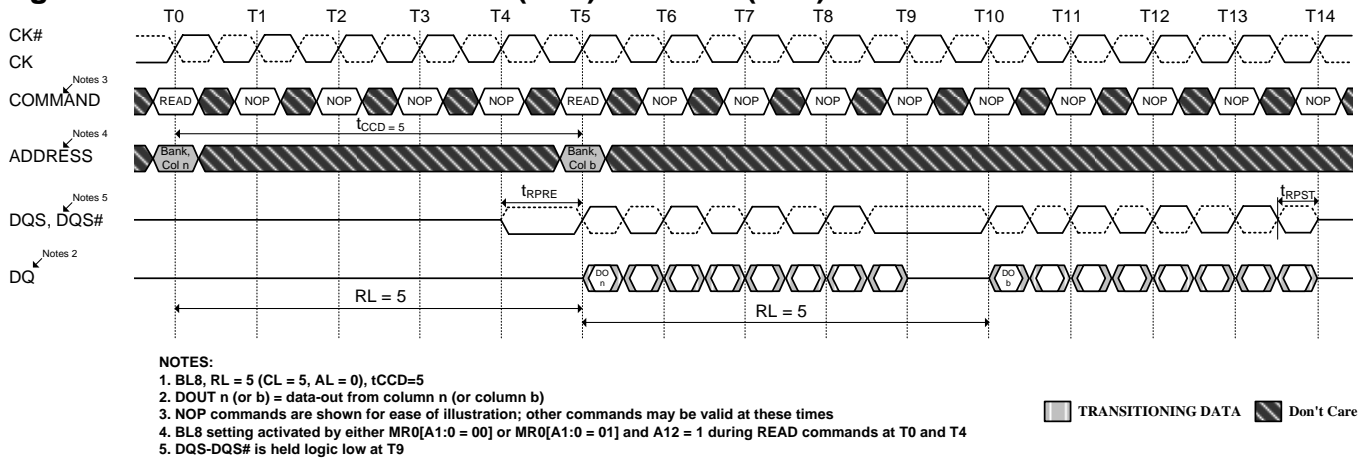 T0 T1 T2 T3 T4 T5 T6 T7 T8 T9 T10 T11 T12 T13 T14
CK#
CK
Notes 3
COMMAND
READ NOP NOP NOP NOP READ NOP NOP NOP NOP NOP NOP NOP NOP NOP
tCCD = 5
Notes 4
ADDRESS
Bank, Col n
Bank, Col b
tRPRE
tRPST
Notes 5
DQS, DQS#
Notes 2
DQ
DO n
DO b
RL = 5
RL = 5
NOTES:
1. BL8, RL = 5 (CL = 5, AL = 0), tCCD=5
2. DOUT n (or b) = data-out from column n (or column b)
3. NOP commands are shown for ease of illustration; other commands may be valid at these times
4. BL8 setting activated by either MR0[A1:0 = 00] or MR0[A1:0 = 01] and A12 = 1 during READ commands at T0 and T4
5. DQS-DQS# is held logic low at T9
TRANSITIONING DATA
Don't Care